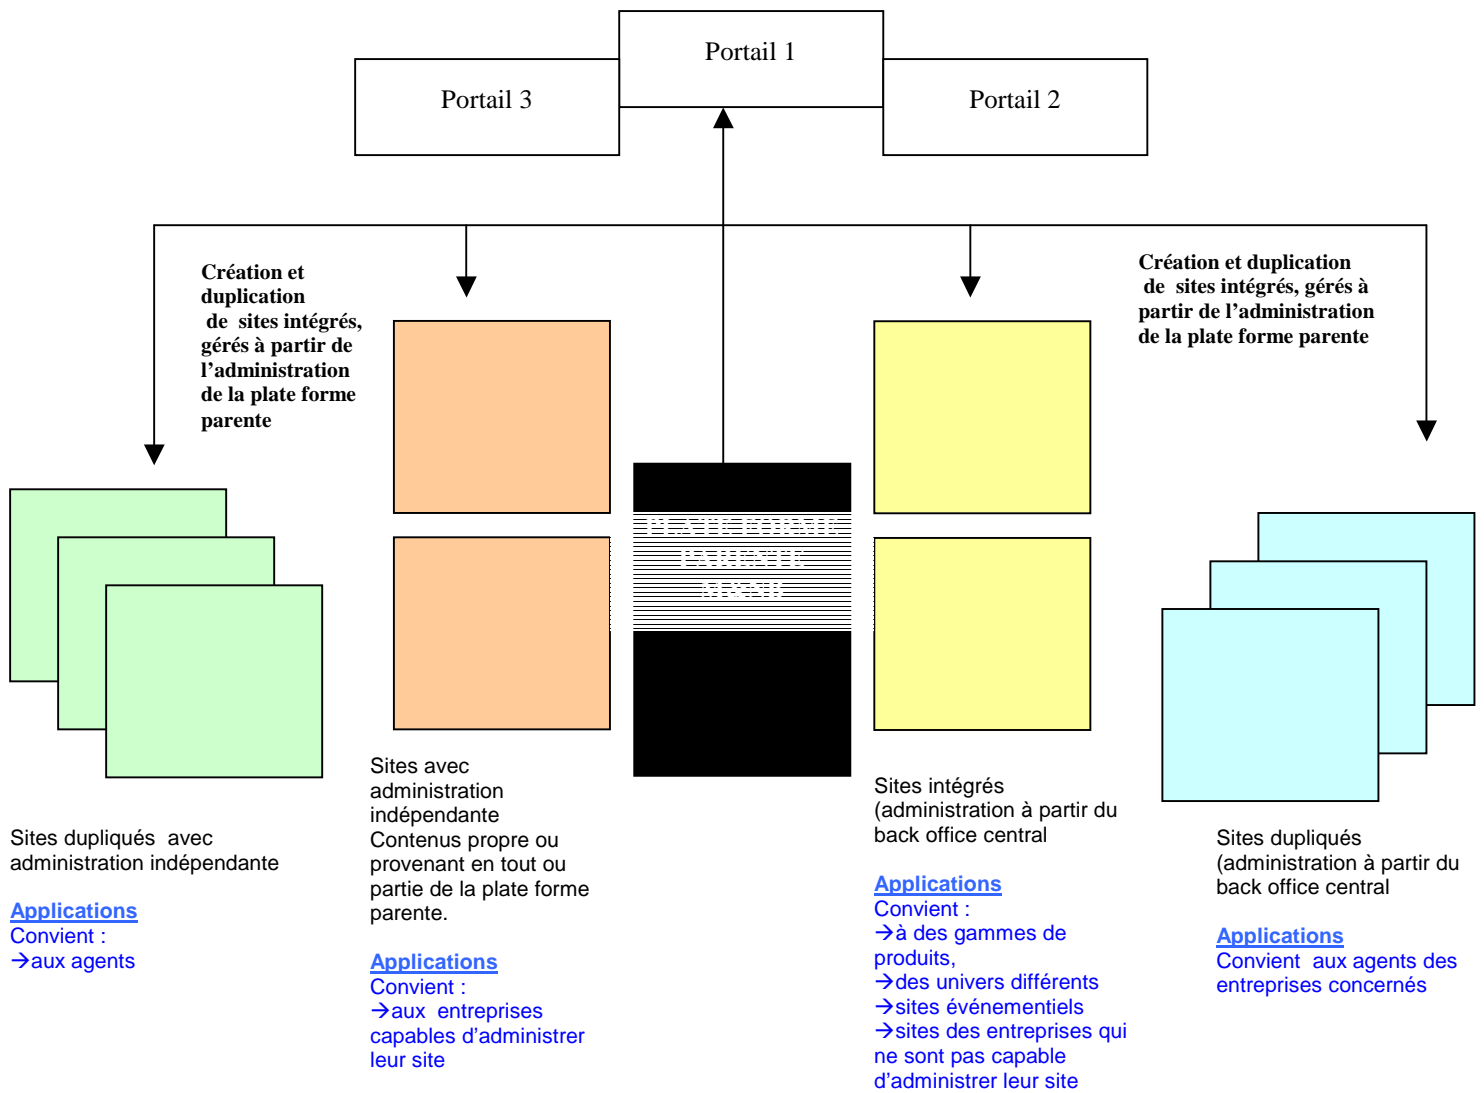 Portail 1
Portail 3
Portail 2
Création et
duplication
de sites intégrés,
gérés à partir de
l’administration
de la plate forme
parente
Création et duplication
de sites intégrés, gérés à
partir de l’administration
de la plate forme parente
PLATE FORME
PARENTE
Sites dupliqués avec
administration indépendante
Applications
Convient :
→aux agents
Sites avec
administration
indépendante
Contenus propre ou
provenant en tout ou
partie de la plate forme
parente.
Applications
Convient :
→aux entreprises
capables d’administrer
leur site
Sites intégrés
(administration à partir du
back office central
Applications
Convient :
→à des gammes de
produits,
→des univers différents
→sites événementiels
→sites des entreprises qui
ne sont pas capable
d’administrer leur site
Sites dupliqués
(administration à partir du
back office central
Applications
Convient aux agents des
entreprises concernés